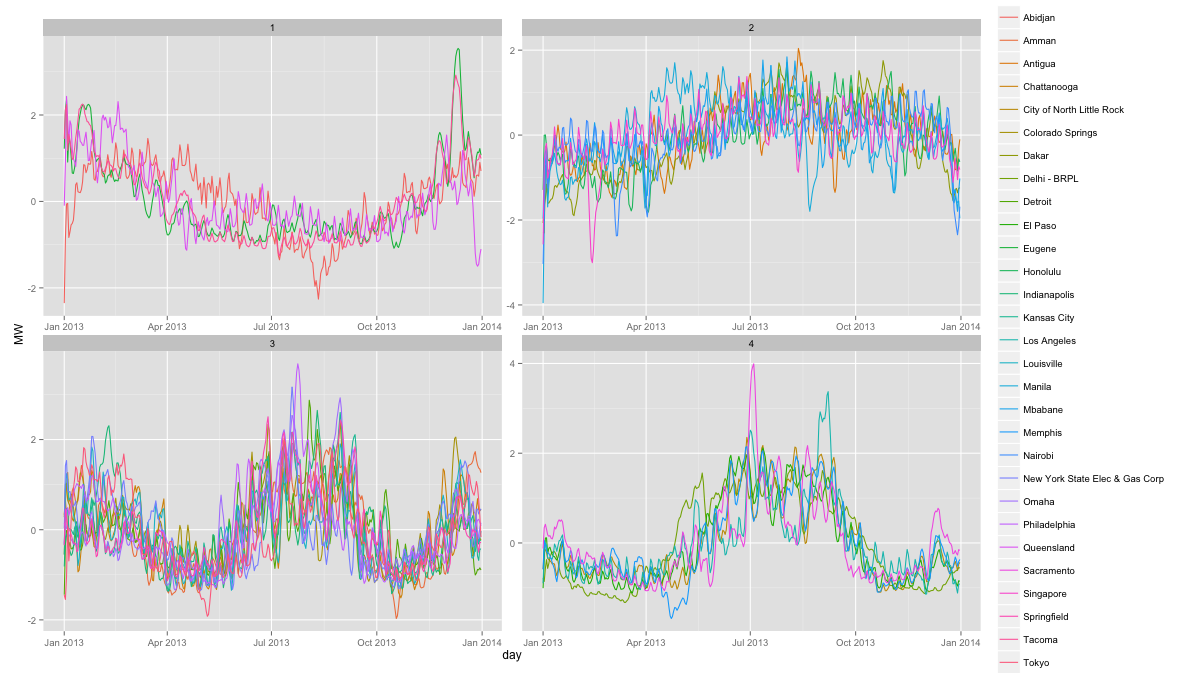 1
2
2
0
-2
Jan 2013
Apr 2013
Jul 2013
Oct 2013
Jan 2014
2
0
-2
-4
Jan 2013
Apr 2013
Jul 2013
Oct 2013
Jan 2014
MW
3
4
2
0
-2
Jan 2013
Apr 2013
Jul 2013
Oct 2013
Jan 2014
4
2
0
Jan 2013
Apr 2013
Jul 2013
Oct 2013
Jan 2014
day
Abidjan
Amman
Antigua
Chattanooga
City of North Little Rock
Colorado Springs
Dakar
Delhi - BRPL
Detroit
El Paso
Eugene
Honolulu
Indianapolis
Kansas City
Los Angeles
Louisville
Manila
Mbabane
Memphis
Nairobi
New York State Elec & Gas Corp
Omaha
Philadelphia
Queensland
Sacramento
Singapore
Springfield
Tacoma
Tokyo